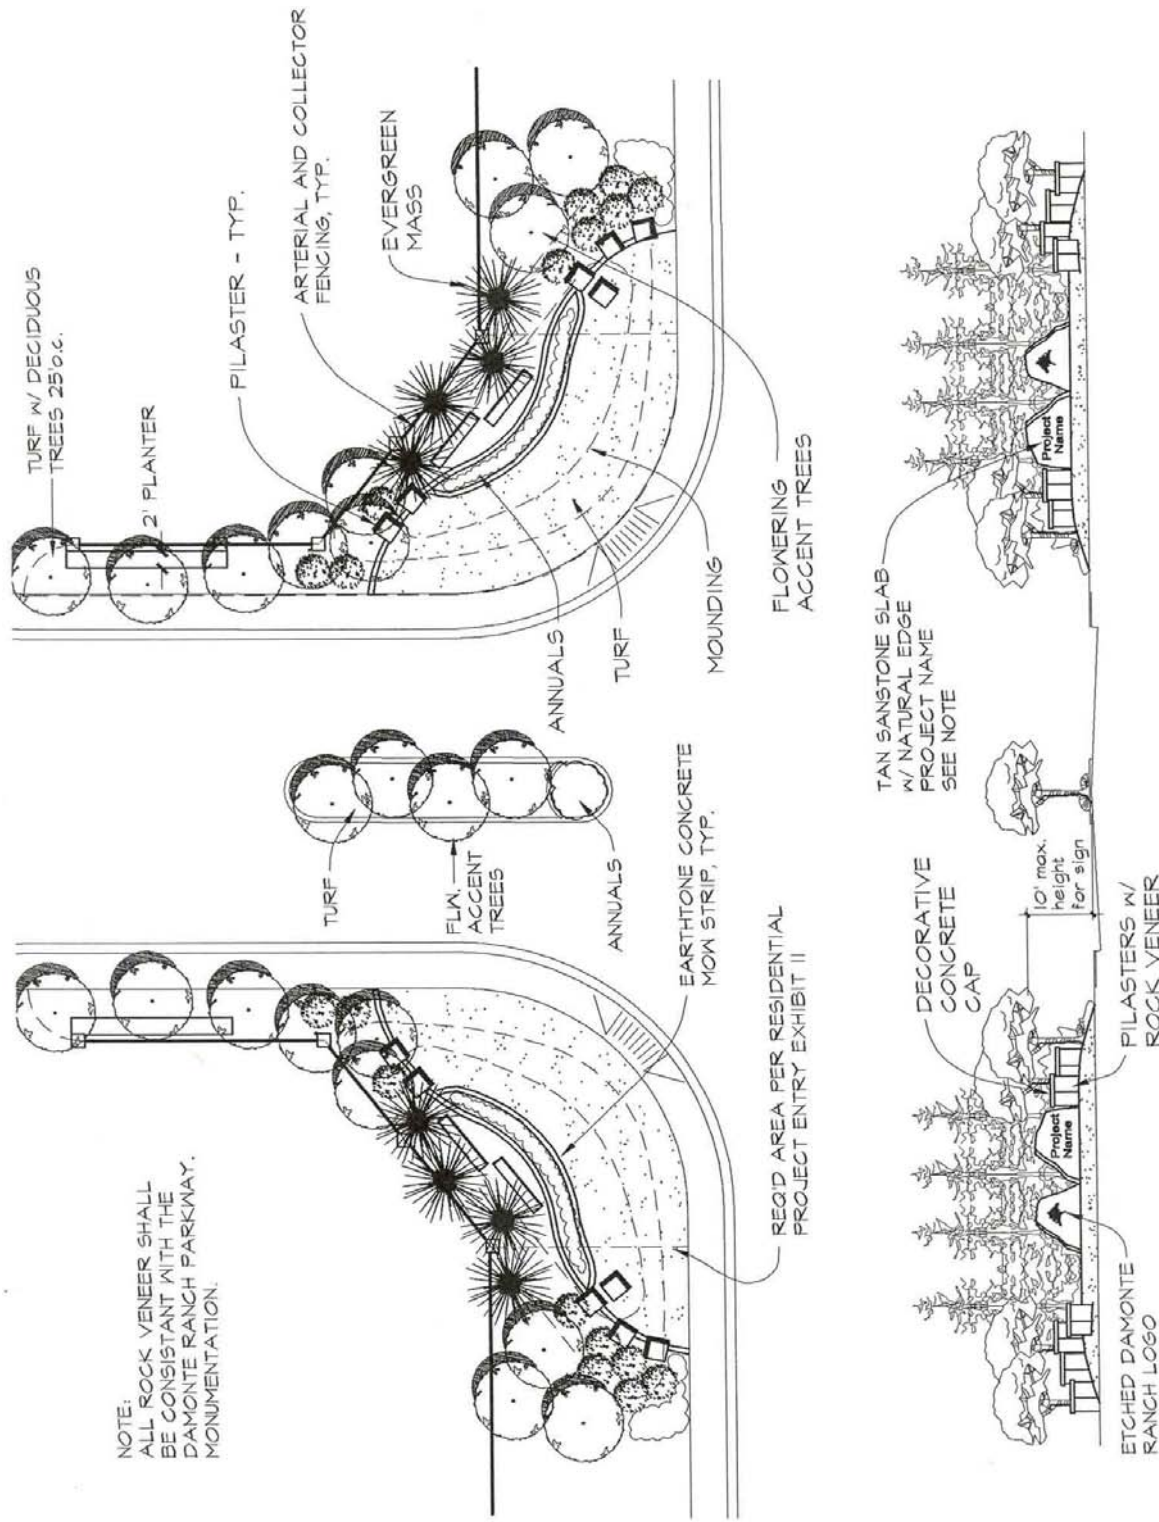 NOTE:
ALL ROCK VENEER SHALL
BE CONSISTANT WITH THE
DAMONTE RANCH PARKWAY.
MONUMENTATION.
TURF
FLW.
ACCENT
TREES
ANNUALS
EARTHTONE CONCRETE
MOW STRIP, TYP.
REQ'D AREA PER RESIDENTIAL
PROJECT ENTRY EXHIBIT 11
TURF W/ DECIDUOUS
TREES 25'o.c.
2' PLANTER
PILASTER - TYP.
ARTERIAL AND COLLECTOR
FENCING, TYP.
EVERGREEN
MASS
ANNUALS
TURF
MOUNDING
FLOWERING
ACCENT TREES
TAN SANSTONE SLAB
W/ NATURAL EDGE
PROJECT NAME
SEE NOTE
DECORATIVE
CONCRETE
CAP
10' max.
height
for sign
Project
Name
Project
Name
ETCHED DAMONTE
RANCH LOGO
PILASTERS W/
ROCK VENEER